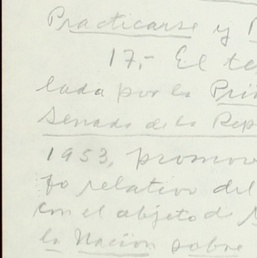 Practicarse y
17,- El te
lada por la Pri
Senado de la Rep
1953, promov
fo relativo del
con el objeto de
la Nación sobre